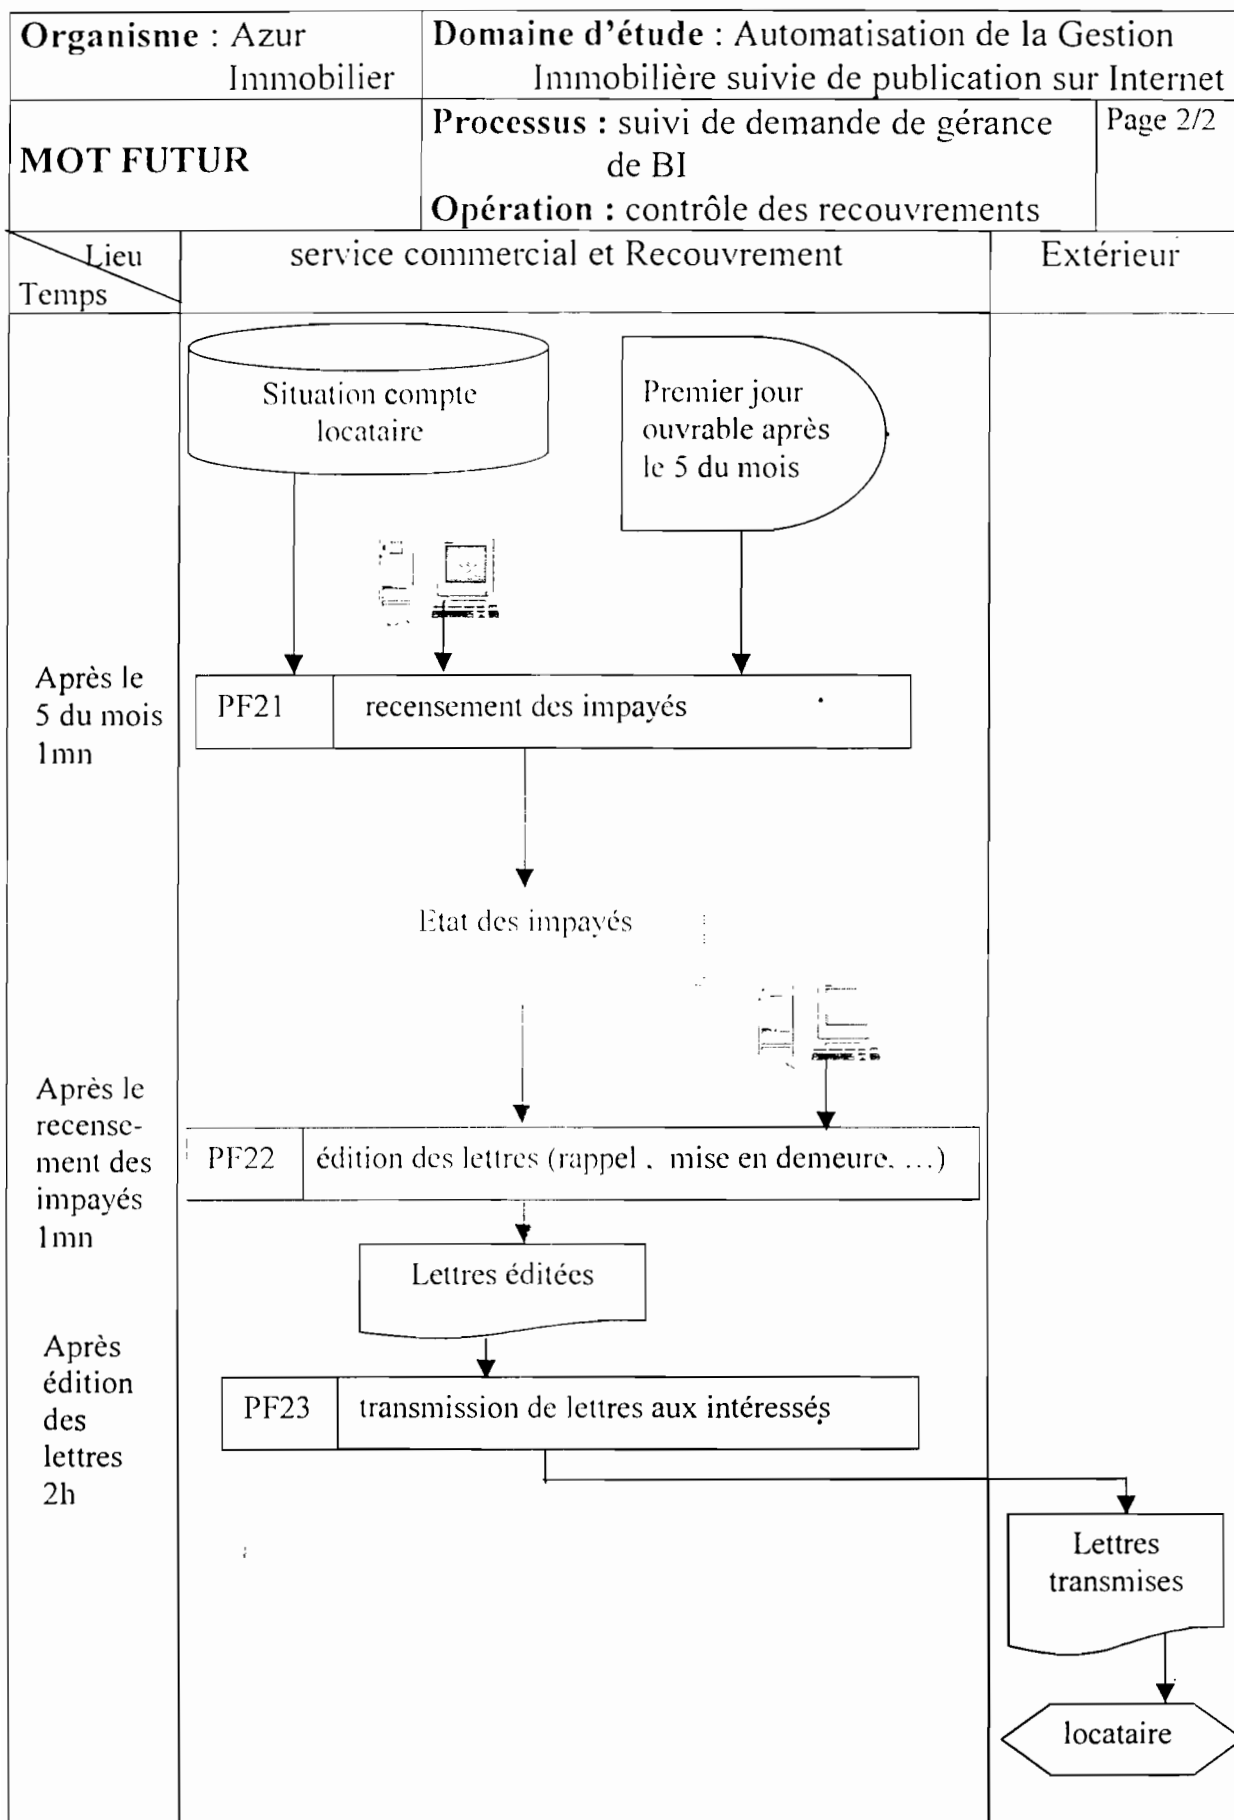 Organisme : Azur
Immobilier
Domaine d'étude : Automatisation de la Gestion
Immobilière suivie de publication sur Internet
MOT FUTUR
Processus : suivi de demande de gérance
de BI
Opération : contrôle des recouvrements
Page 2/2
Lieu
Temps
service commercial et Recouvrement
Extérieur
Situation compte
locataire
Premier jour
ouvrable après
le 5 du mois
Après le
5 du mois
1mn
PF21
recensement des impayés
Etat des impayés
Après le
recense-
ment des
impayés
1mn
PF22
édition des lettres (rappel , mise en demeure, ...)
Lettres éditées
Après
édition
des
lettres
2h
PF23
transmission de lettres aux intéressés
Lettres
transmises
locataire